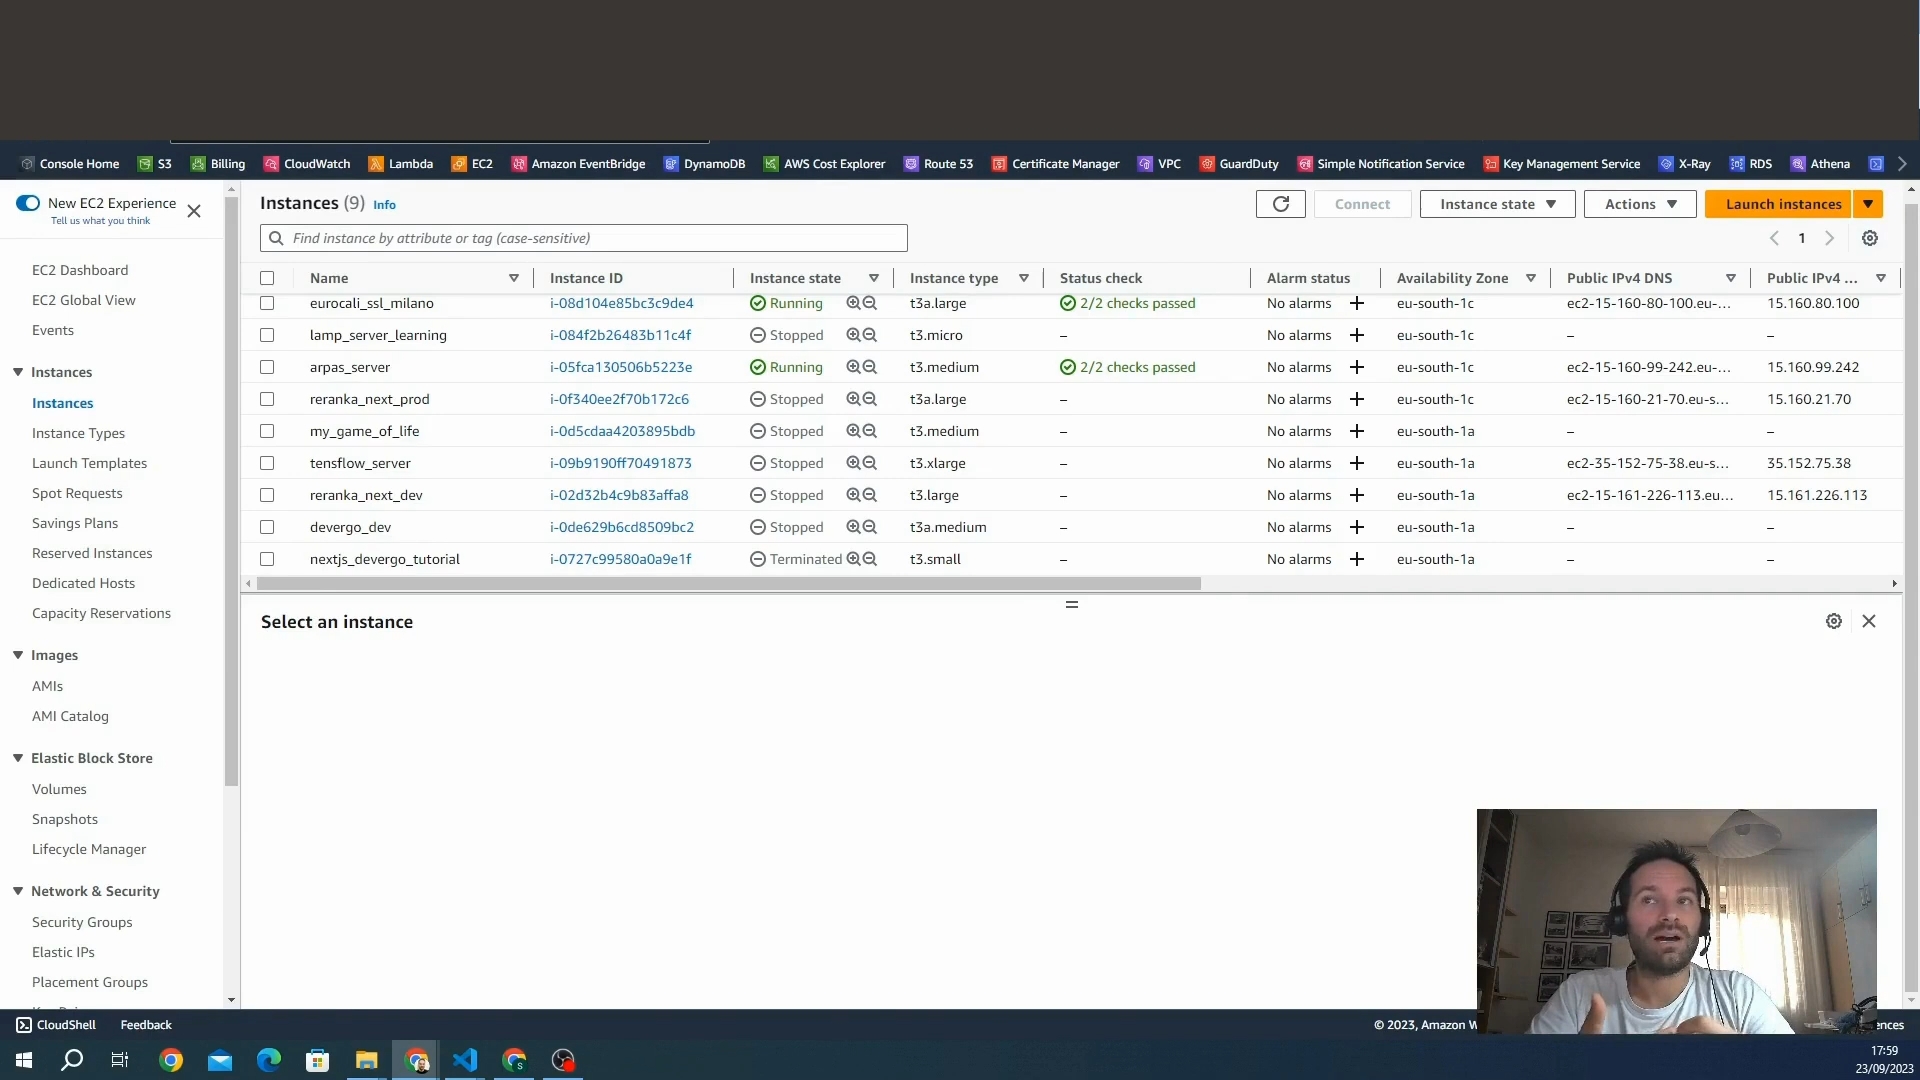 Console Home S3 Billing CloudWatch Lambda EC2 Amazon EventBridge DynamoDB AWS Cost Explorer Route 53 Certificate Manager VPC GuardDuty Simple Notification Service Key Management Service X-Ray RDS Athena
New EC2 Experience
Tell us what you think
EC2 Dashboard
EC2 Global View
Events
Instances
Instances
Instance Types
Launch Templates
Spot Requests
Savings Plans
Reserved Instances
Dedicated Hosts
Capacity Reservations
Images
AMIs
AMI Catalog
Elastic Block Store
Volumes
Snapshots
Lifecycle Manager
Network & Security
Security Groups
Elastic IPs
Placement Groups
Instances (9) Info
Connect Instance state Actions Launch instances
Find instance by attribute or tag (case-sensitive)
1
Name Instance ID Instance state Instance type Status check Alarm status Availability Zone Public IPv4 DNS Public IPv4 ...
eurocali_ssl_milano i-08d104e85bc3c9de4 Running t3a.large 2/2 checks passed No alarms eu-south-1c ec2-15-160-80-100.eu-... 15.160.80.100
lamp_server_learning i-084f2b26483b11c4f Stopped t3.micro – No alarms eu-south-1c – –
arpas_server i-05fca130506b5223e Running t3.medium 2/2 checks passed No alarms eu-south-1c ec2-15-160-99-242.eu-... 15.160.99.242
reranka_next_prod i-0f340ee2f70b172c6 Stopped t3a.large – No alarms eu-south-1c ec2-15-160-21-70.eu-s... 15.160.21.70
my_game_of_life i-0d5cdaa4203895bdb Stopped t3.medium – No alarms eu-south-1a – –
tensflow_server i-09b9190ff70491873 Stopped t3.xlarge – No alarms eu-south-1a ec2-35-152-75-38.eu-s... 35.152.75.38
reranka_next_dev i-02d32b4c9b83affa8 Stopped t3.large – No alarms eu-south-1a ec2-15-161-226-113.eu... 15.161.226.113
devergo_dev i-0de629b6cd8509bc2 Stopped t3a.medium – No alarms eu-south-1a – –
nextjs_devergo_tutorial i-0727c99580a0a9e1f Terminated t3.small – No alarms eu-south-1a – –
Select an instance
CloudShell Feedback © 2023, Amazon W ences
17:59
23/09/2023